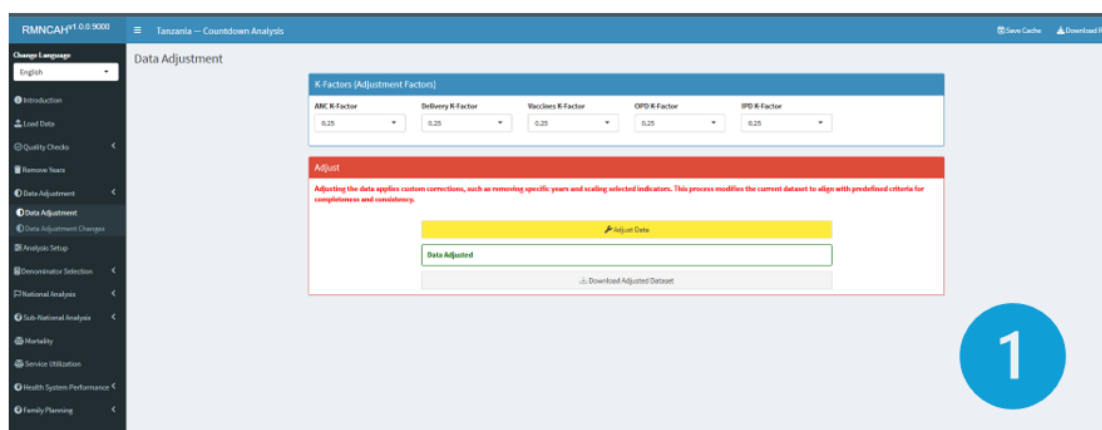 RMNCAHV1.0.0.9000
Tanzania — Countdown Analysis
Save Cache
Download R
Change Language
English
Introduction
Load Data
Quality Checks
Remove Years
Data Adjustment
Data Adjustment
Data Adjustment Changes
Analysis Setup
Denominator Selection
National Analysis
Sub-National Analysis
Mortality
Service Utilization
Health System Performance
Family Planning
Data Adjustment
K-Factors (Adjustment Factors)
ANC K-Factor
Delivery K-Factor
Vaccines K-Factor
OPD K-Factor
IPD K-Factor
0.25
0.25
0.25
0.25
0.25
Adjust
Adjusting the data applies custom corrections, such as removing specific years and scaling selected indicators. This process modifies the current dataset to align with predefined criteria for
completeness and consistency.
Adjust Data
Data Adjusted
Download Adjusted Dataset
1